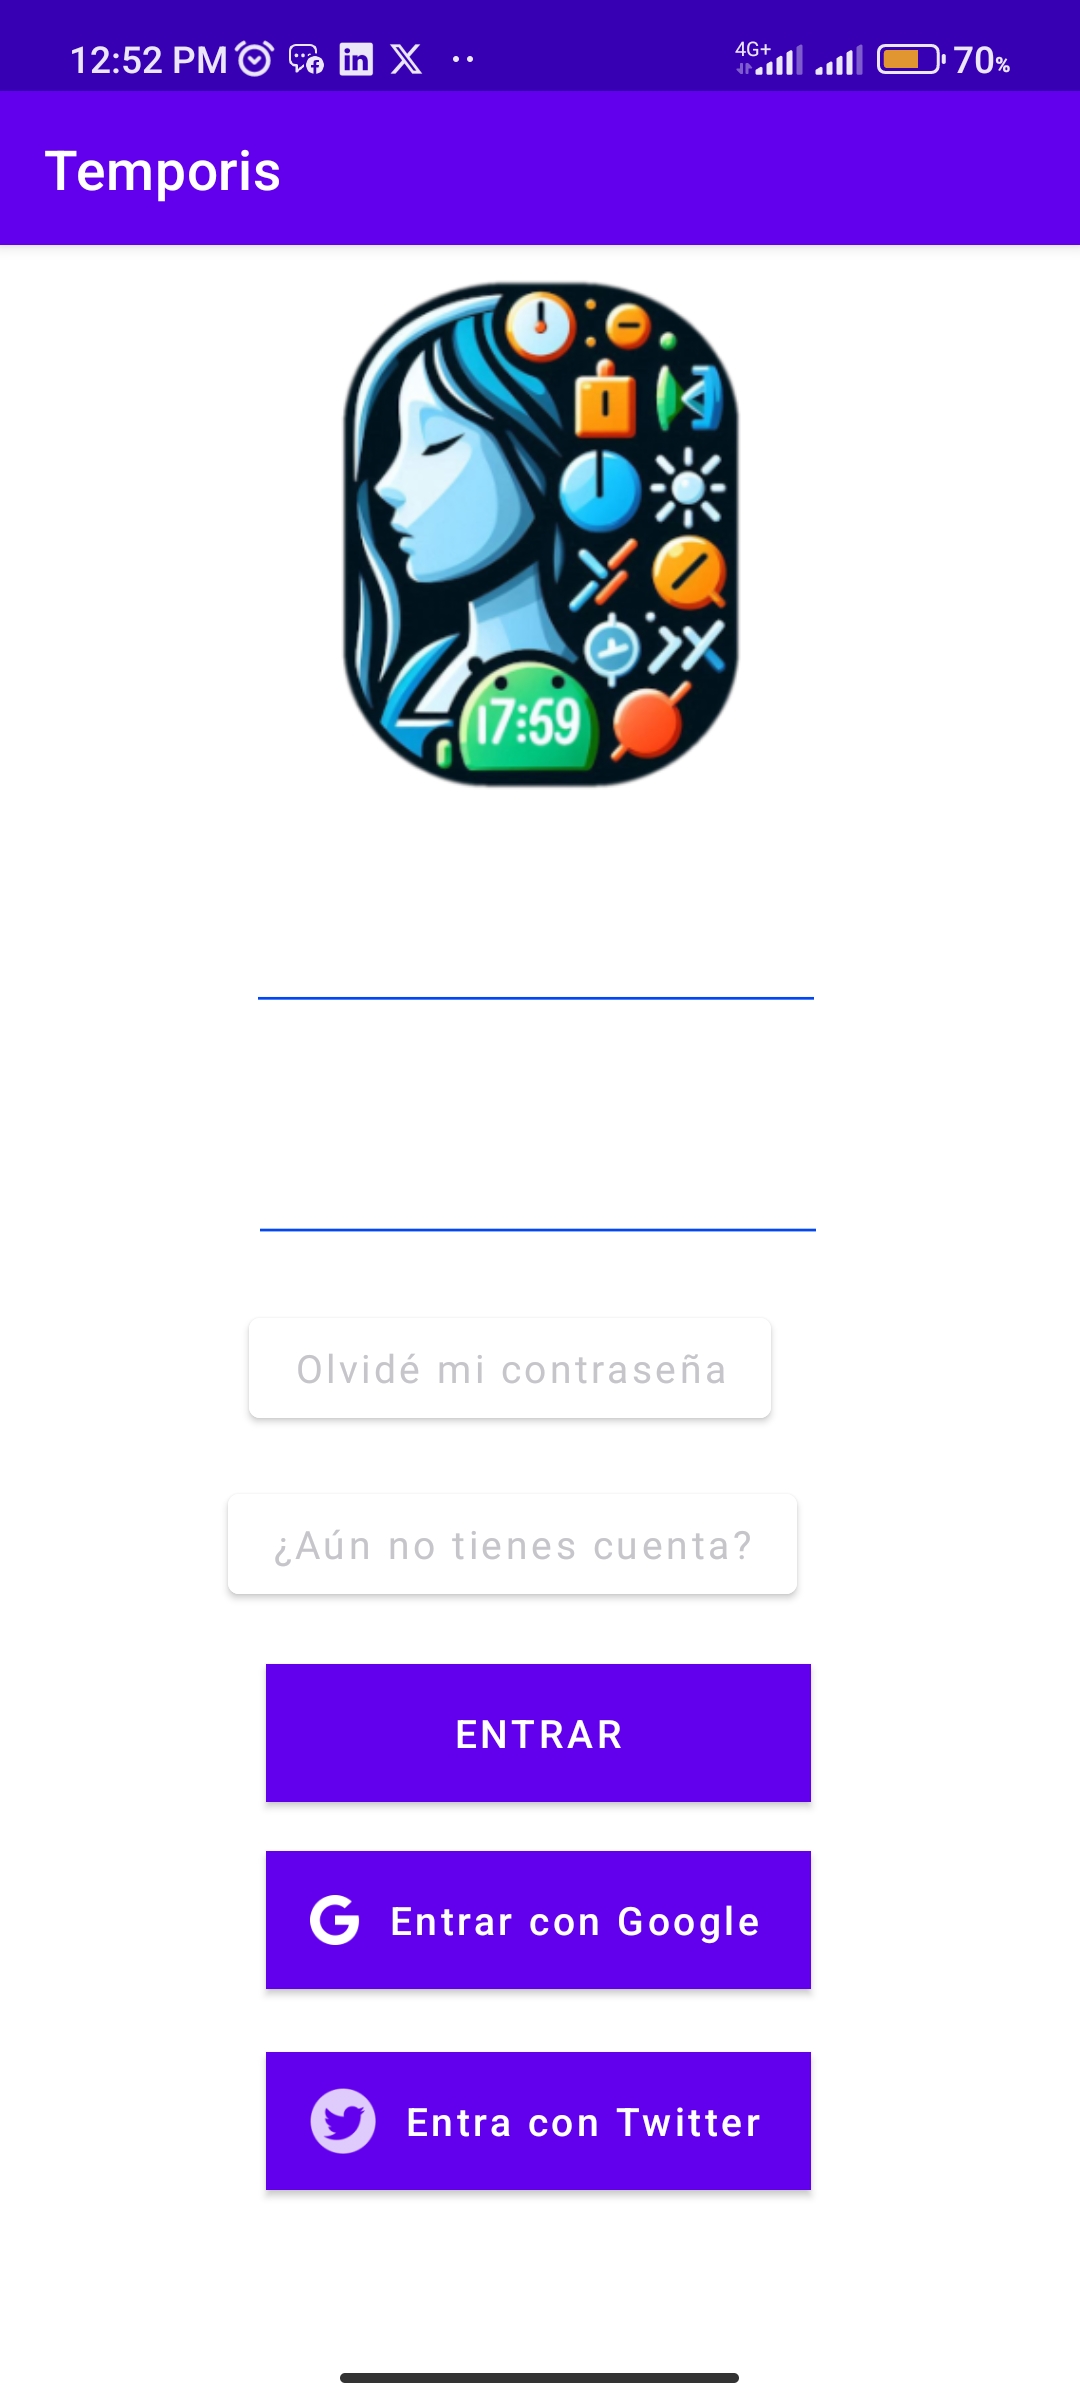 12:52 PM
4G+
70%
Temporis
17:59
Olvidé mi contraseña
¿Aún no tienes cuenta?
ENTRAR
Entrar con Google
Entra con Twitter